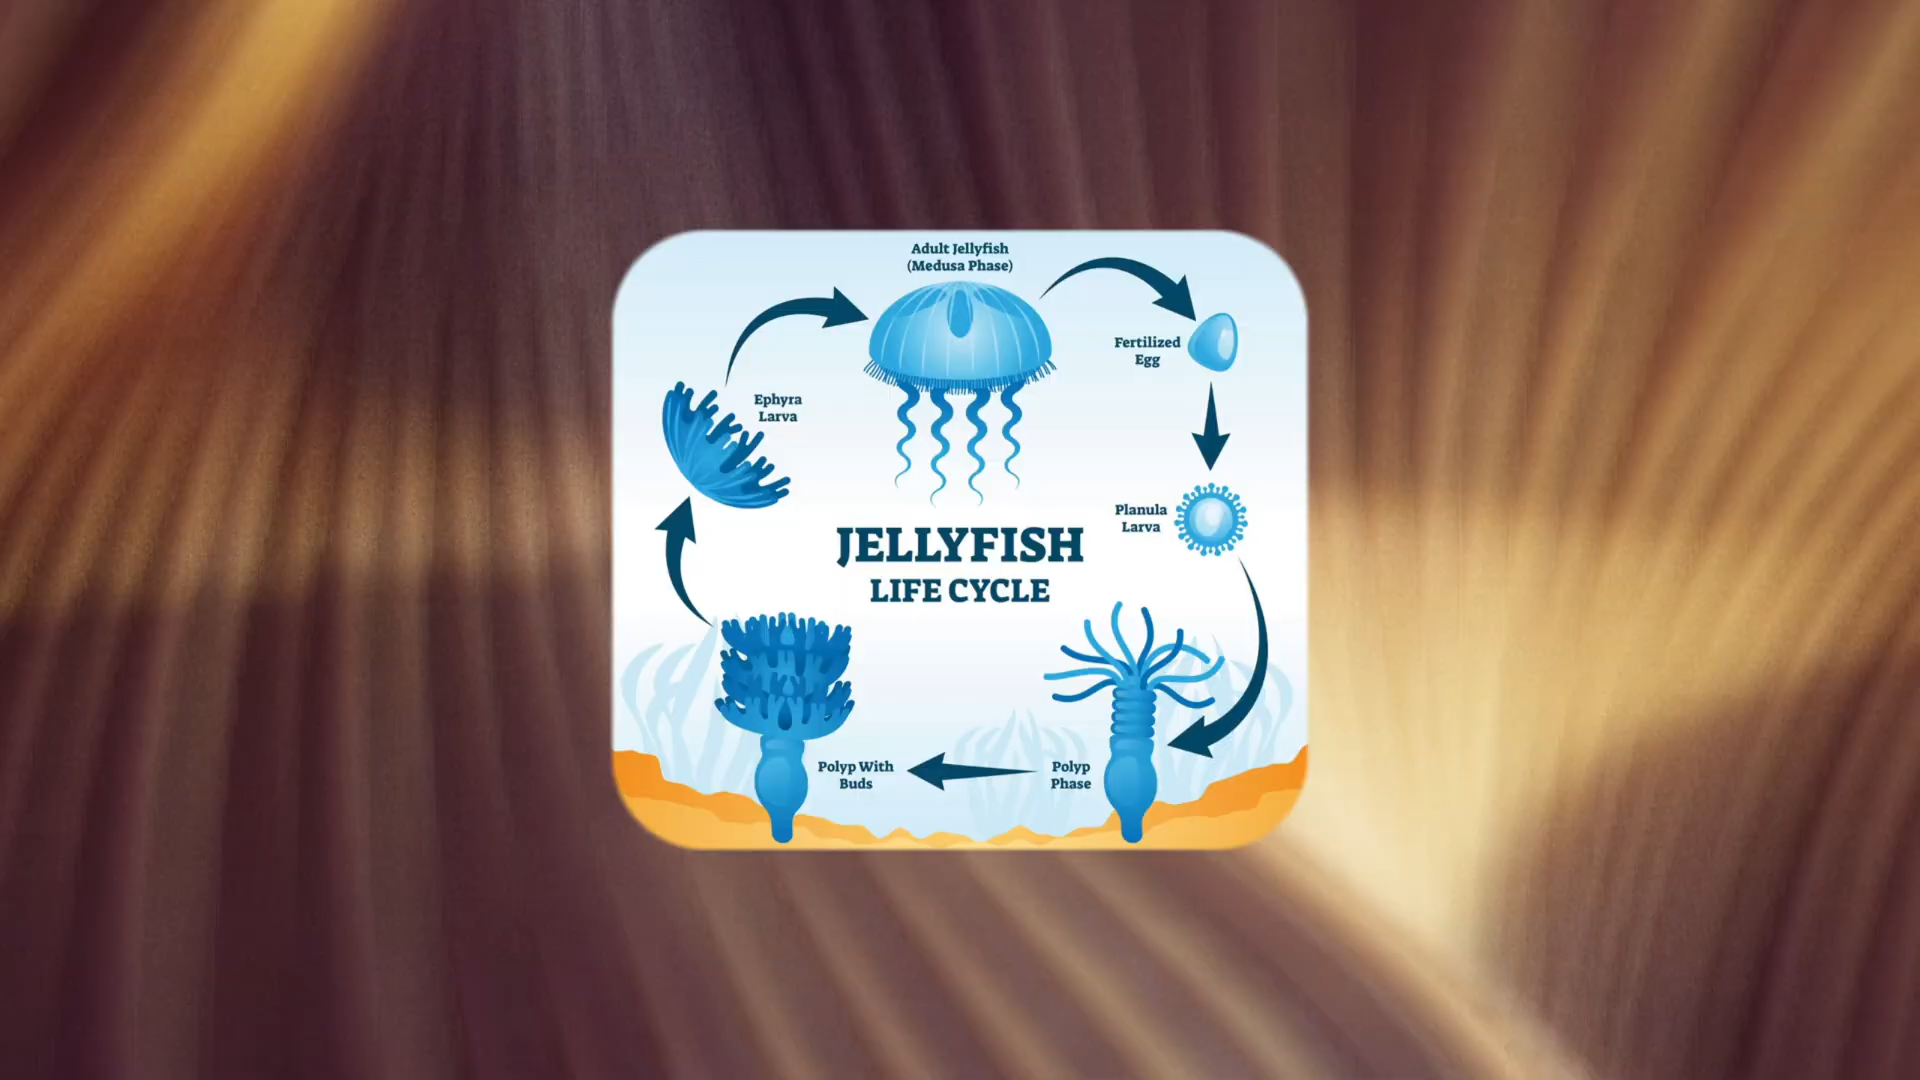 Adult Jellyfish
(Medusa Phase)
Fertilized
Egg
Ephyra
Larva
Planula
Larva
JELLYFISH
LIFE CYCLE
Polyp With
Buds
Polyp
Phase